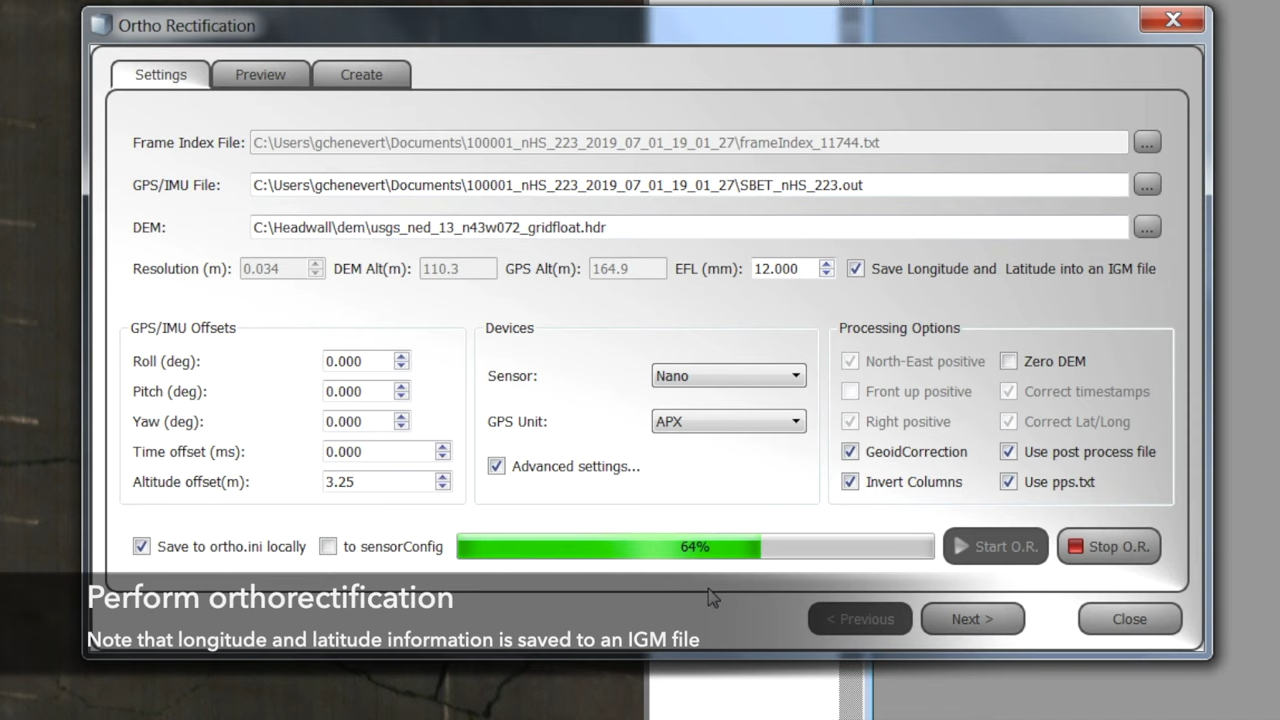 Ortho Rectification
Settings Preview Create
Frame Index File: C:\Users\gchenevert\Documents\100001_nHS_223_2019_07_01_19_01_27\frameIndex_11744.txt ...
GPS/IMU File: C:\Users\gchenevert\Documents\100001_nHS_223_2019_07_01_19_01_27\SBET_nHS_223.out ...
DEM: C:\Headwall\dem\usgs_ned_13_n43w072_gridfloat.hdr ...
Resolution (m): 0.034 DEM Alt(m): 110.3 GPS Alt(m): 164.9 EFL (mm): 12.000 Save Longitude and Latitude into an IGM file
GPS/IMU Offsets
Roll (deg): 0.000
Pitch (deg): 0.000
Yaw (deg): 0.000
Time offset (ms): 0.000
Altitude offset(m): 3.25
Devices
Sensor: Nano
GPS Unit: APX
Advanced settings...
Processing Options
North-East positive Zero DEM
Front up positive Correct timestamps
Right positive Correct Lat/Long
GeoidCorrection Use post process file
Invert Columns Use pps.txt
Save to ortho.ini locally to sensorConfig 64% Start O.R. Stop O.R.
Perform orthorectification
Note that longitude and latitude information is saved to an IGM file
< Previous Next > Close